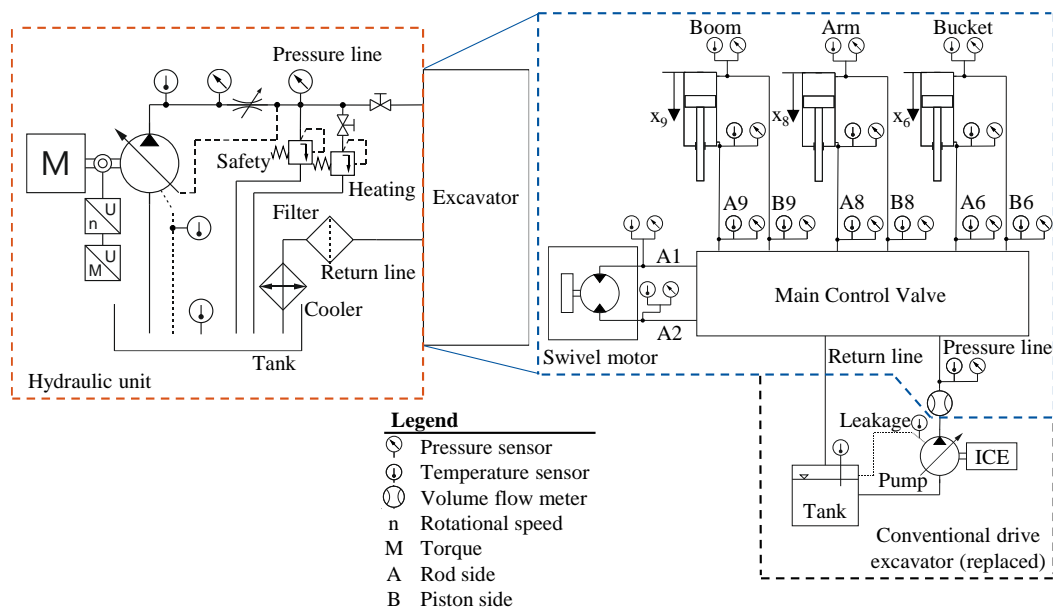 Pressure line
M
n
U
M
U
Safety
Heating
Filter
Return line
Cooler
Tank
Hydraulic unit
Excavator
Boom
Arm
Bucket
x9
x8
x6
A9
B9
A8
B8
A6
B6
A1
A2
Swivel motor
Main Control Valve
Return line
Pressure line
Leakage
Pump
ICE
Tank
Conventional drive
excavator (replaced)
Legend
Pressure sensor
Temperature sensor
Volume flow meter
n Rotational speed
M Torque
A Rod side
B Piston side